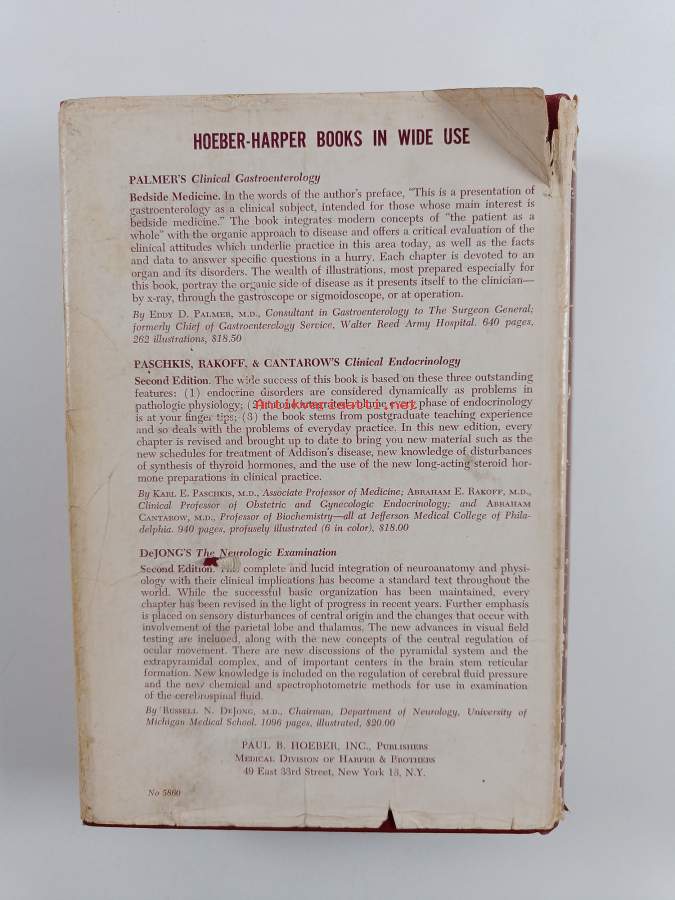 HOEBER-HARPER BOOKS IN WIDE USE
PALMER'S Clinical Gastroenterology
Bedside Medicine. In the words of the author's preface, "This is a presentation of
gastroenterology as a clinical subject, intended for those whose main interest is
bedside medicine." The book integrates modern concepts of "the patient as a
whole" with the organic approach to disease and offers a critical evaluation of the
clinical attitudes which underlie practice in this area today, as well as the facts
and data to answer specific questions in a hurry. Each chapter is devoted to an
organ and its disorders. The wealth of illustrations, most prepared especially for
this book, portray the organic side of disease as it presents itself to the clinician—
by x-ray, through the gastroscope or sigmoidoscope, or at operation.
By EDDY D. PALMER, M.D., Consultant in Gastroenterology to The Surgeon General;
formerly Chief of Gastroenterology Service, Walter Reed Army Hospital. 640 pages,
262 illustrations, $18.50
PASCHKIS, RAKOFF, & CANTAROW'S Clinical Endocrinology
Second Edition. The wide success of this book is based on these three outstanding
features: (1) endocrine disorders are considered dynamically as problems in
pathologic physiology; (2) every phase of endocrinology
Antikvariaatti.net
is at your finger tips; (3) the book stems from postgraduate teaching experience
and so deals with the problems of everyday practice. In this new edition, every
chapter is revised and brought up to date to bring you new material such as the
new schedules for treatment of Addison's disease, new knowledge of disturbances
of synthesis of thyroid hormones, and the use of the new long-acting steroid hor-
mone preparations in clinical practice.
By KARL E. PASCHKIS, M.D., Associate Professor of Medicine; ABRAHAM E. RAKOFF, M.D.,
Clinical Professor of Obstetric and Gynecologic Endocrinology; and ABRAHAM
CANTAROW, M.D., Professor of Biochemistry—all at Jefferson Medical College of Phila-
delphia. 940 pages, profusely illustrated (6 in color), $18.00
DeJONG'S The Neurologic Examination
Second Edition. complete and lucid integration of neuroanatomy and physi-
ology with their clinical implications has become a standard text throughout the
world. While the successful basic organization has been maintained, every
chapter has been revised in the light of progress in recent years. Further emphasis
is placed on sensory disturbances of central origin and the changes that occur with
involvement of the parietal lobe and thalamus. The new advances in visual field
testing are included, along with the new concepts of the central regulation of
ocular movement. There are new discussions of the pyramidal system and the
extrapyramidal complex, and of important centers in the brain stem reticular
formation. New knowledge is included on the regulation of cerebral fluid pressure
and the new chemical and spectrophotometric methods for use in examination
of the cerebrospinal fluid.
By RUSSELL N. DEJONG, M.D., Chairman, Department of Neurology, University of
Michigan Medical School. 1096 pages, illustrated, $20.00
PAUL B. HOEBER, INC., PUBLISHERS
MEDICAL DIVISION OF HARPER & BROTHERS
49 East 33rd Street, New York 13, N.Y.
No 5860